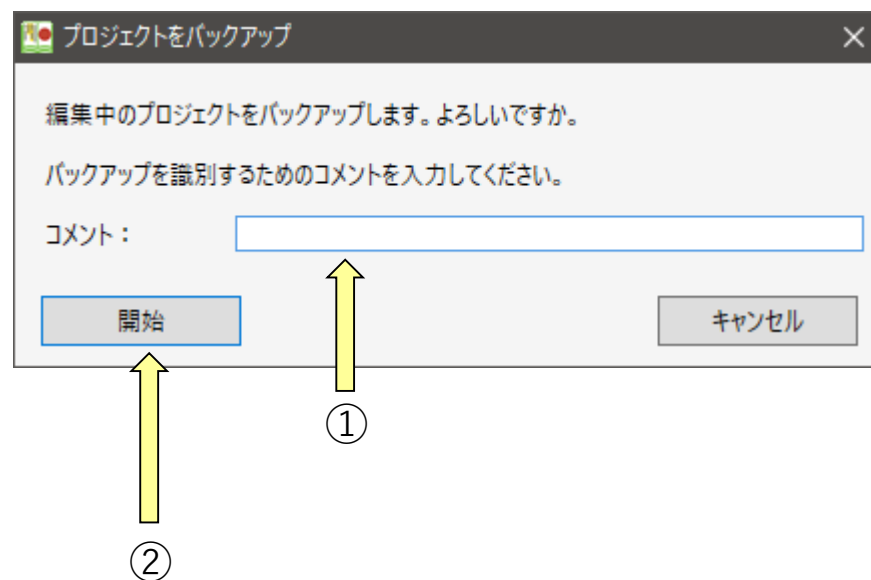 プロジェクトをバックアップ
編集中のプロジェクトをバックアップします。よろしいですか。
バックアップを識別するためのコメントを入力してください。
コメント：
開始 キャンセル
①
②